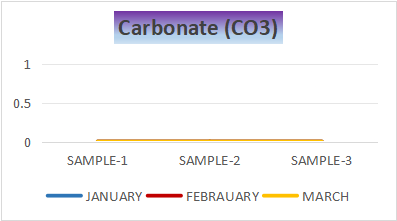 Carbonate (CO3)
1
0.5
0
SAMPLE-1 SAMPLE-2 SAMPLE-3
JANUARY FEBRAUARY MARCH